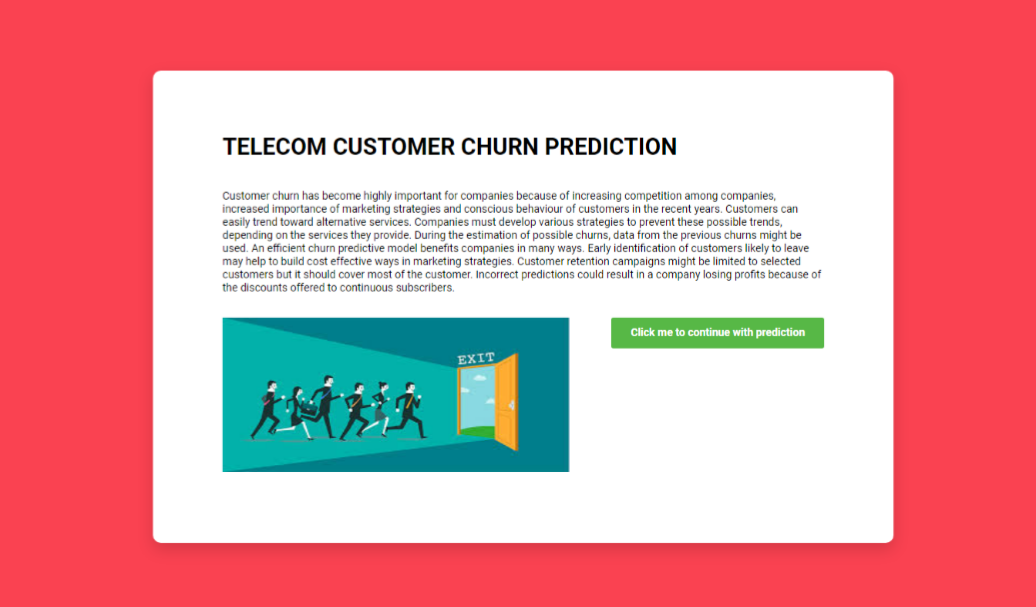 TELECOM CUSTOMER CHURN PREDICTION
Customer churn has become highly important for companies because of increasing competition among companies,
increased importance of marketing strategies and conscious behaviour of customers in the recent years. Customers can
easily trend toward alternative services. Companies must develop various strategies to prevent these possible trends,
depending on the services they provide. During the estimation of possible churns, data from the previous churns might be
used. An efficient churn predictive model benefits companies in many ways. Early identification of customers likely to leave
may help to build cost effective ways in marketing strategies. Customer retention campaigns might be limited to selected
customers but it should cover most of the customer. Incorrect predictions could result in a company losing profits because of
the discounts offered to continuous subscribers.
Click me to continue with prediction
EXIT